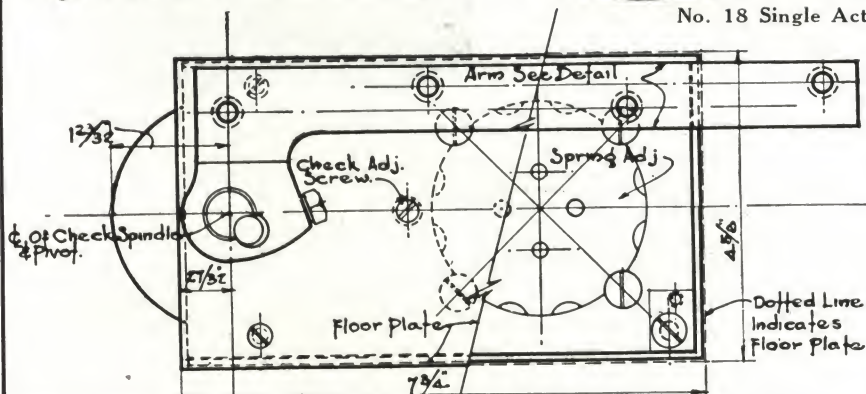 No. 18 Single Act
Arm See Detail
1 23/32
Check Adj.
Screw.
Spring Adj.
℄ Of Check Spindle
& Pivot.
27/32
4 5/8"
Floor Plate
Dotted Line
Indicates
Floor Plate
7 3/4"